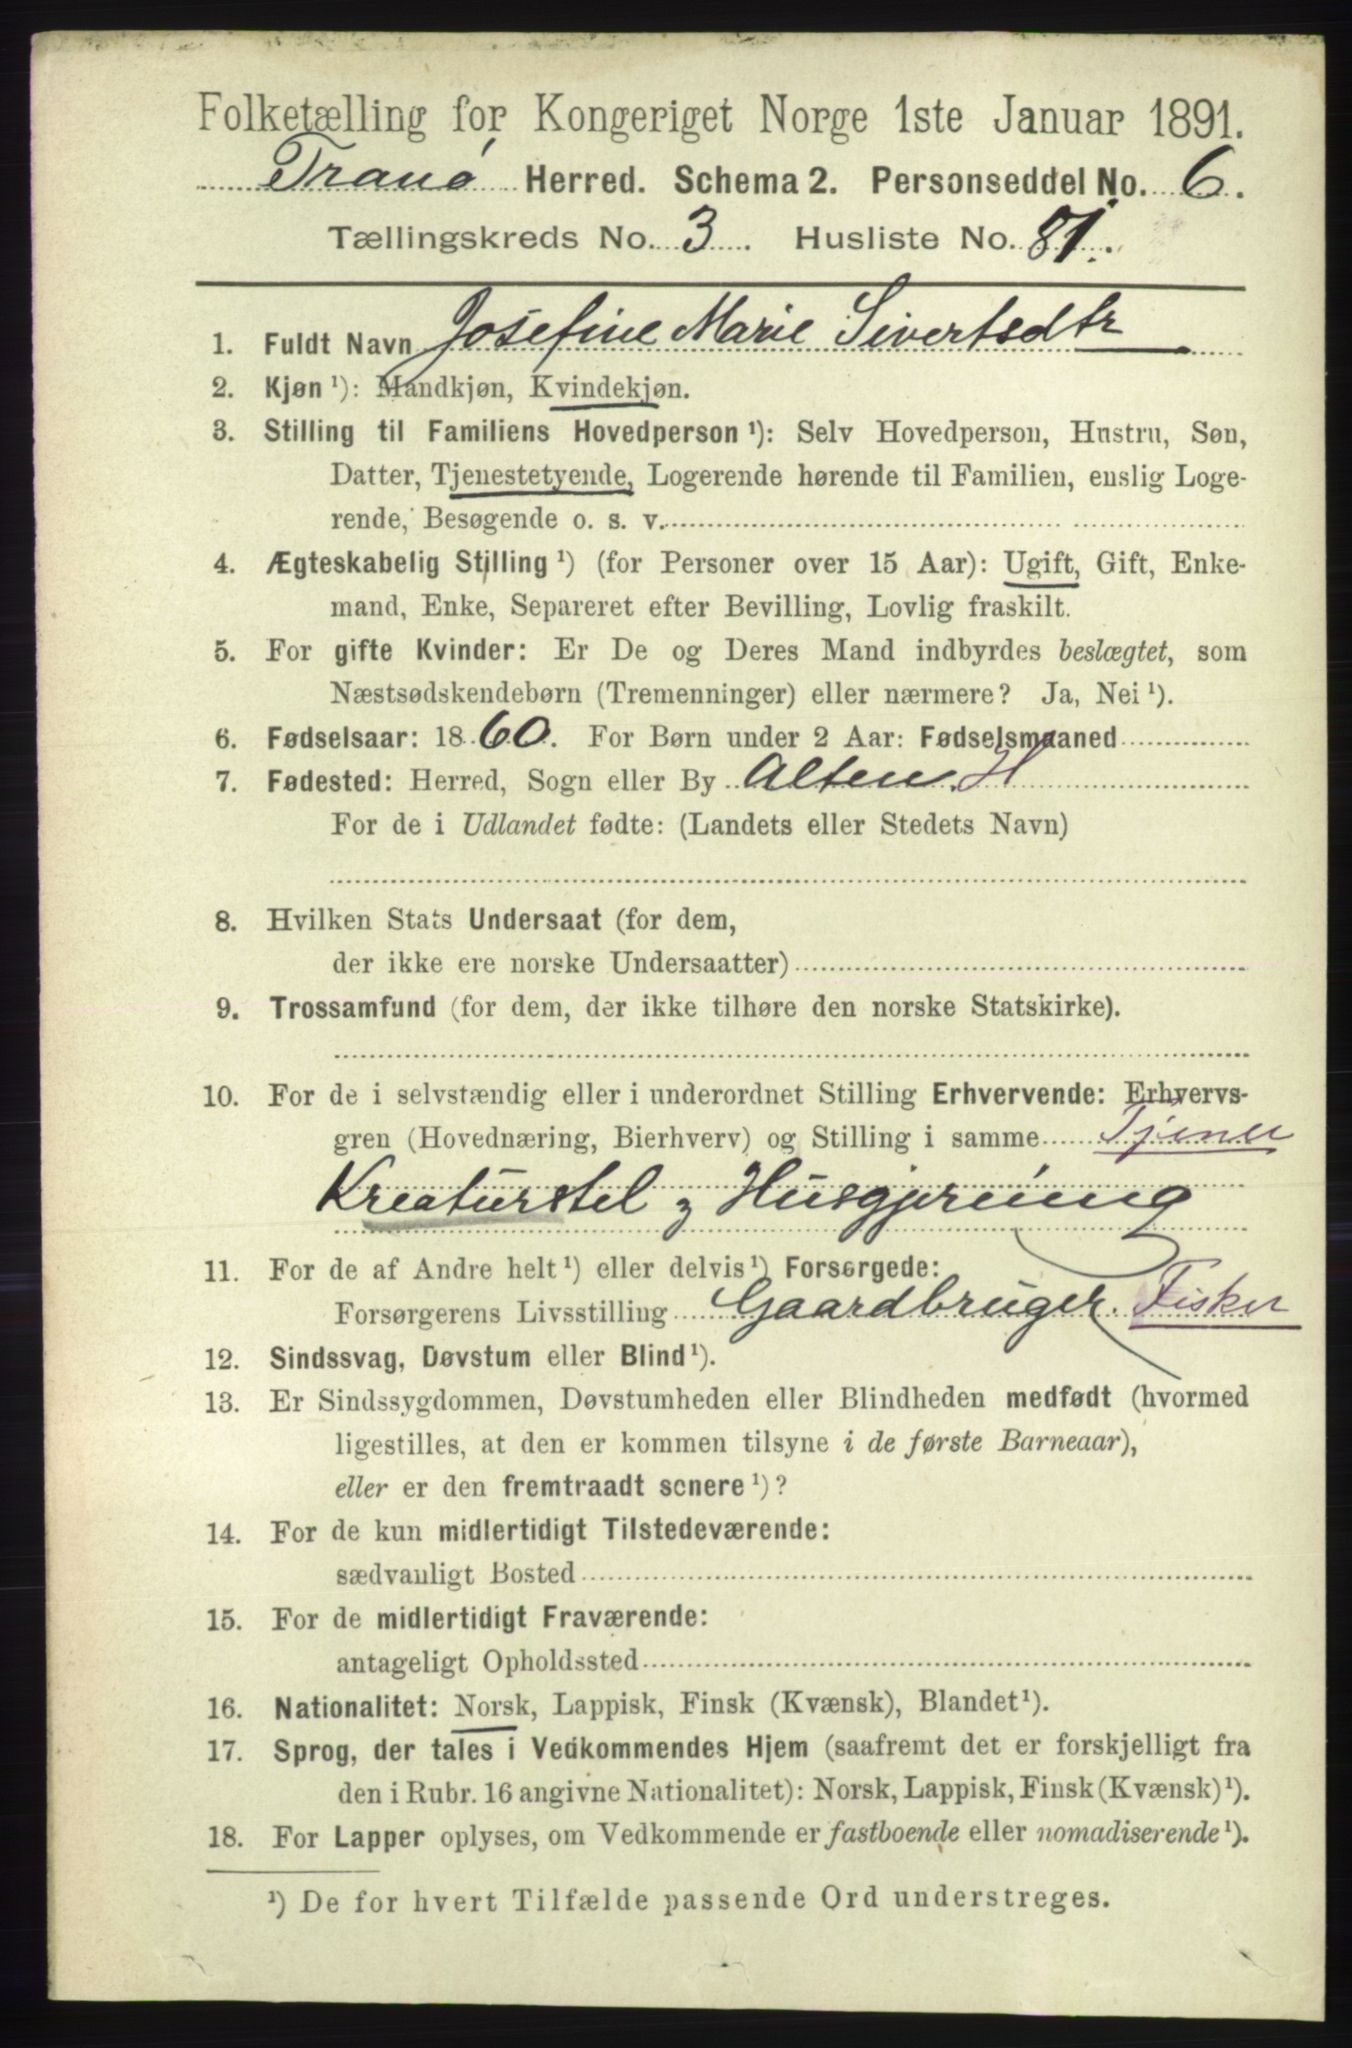 Folketælling for Kongeriget Norge 1ste Januar 1891.
Tranø Herred. Schema 2. Personseddel No. 6.
Tællingskreds No. 3. Husliste No. 81.
1. Fuldt Navn Josefine Marie Sivertsdtr
2. Kjøn ¹): Mandkjøn, Kvindekjøn.
3. Stilling til Familiens Hovedperson ¹): Selv Hovedperson, Hustru, Søn,
Datter, Tjenestetyende, Logerende hørende til Familien, enslig Loge-
rende, Besøgende o. s. v.
4. Ægteskabelig Stilling ¹) (for Personer over 15 Aar): Ugift, Gift, Enke-
mand, Enke, Separeret efter Bevilling, Lovlig fraskilt.
5. For gifte Kvinder: Er De og Deres Mand indbyrdes beslægtet, som
Næstsødskendebørn (Tremenninger) eller nærmere? Ja, Nei ¹).
6. Fødselsaar: 1860. For Børn under 2 Aar: Fødselsmaaned
7. Fødested: Herred, Sogn eller By Alten. H
For de i Udlandet fødte: (Landets eller Stedets Navn)
8. Hvilken Stats Undersaat (for dem,
der ikke ere norske Undersaatter)
9. Trossamfund (for dem, der ikke tilhøre den norske Statskirke).
10. For de i selvstændig eller i underordnet Stilling Erhvervende: Erhvervs-
gren (Hovednæring, Bierhverv) og Stilling i samme Tjener
Kreaturstel og Husgjerning
11. For de af Andre helt ¹) eller delvis ¹) Forsørgede:
Forsørgerens Livsstilling Gaardbruger. Fisker
12. Sindssvag, Døvstum eller Blind ¹).
13. Er Sindssygdommen, Døvstumheden eller Blindheden medfødt (hvormed
ligestilles, at den er kommen tilsyne i de første Barneaar),
eller er den fremtraadt senere ¹)?
14. For de kun midlertidigt Tilstedeværende:
sædvanligt Bosted
15. For de midlertidigt Fraværende:
antageligt Opholdssted
16. Nationalitet: Norsk, Lappisk, Finsk (Kvænsk), Blandet ¹).
17. Sprog, der tales i Vedkommendes Hjem (saafremt det er forskjelligt fra
den i Rubr. 16 angivne Nationalitet): Norsk, Lappisk, Finsk (Kvænsk) ¹).
18. For Lapper oplyses, om Vedkommende er fastboende eller nomadiserende ¹).
¹) De for hvert Tilfælde passende Ord understreges.